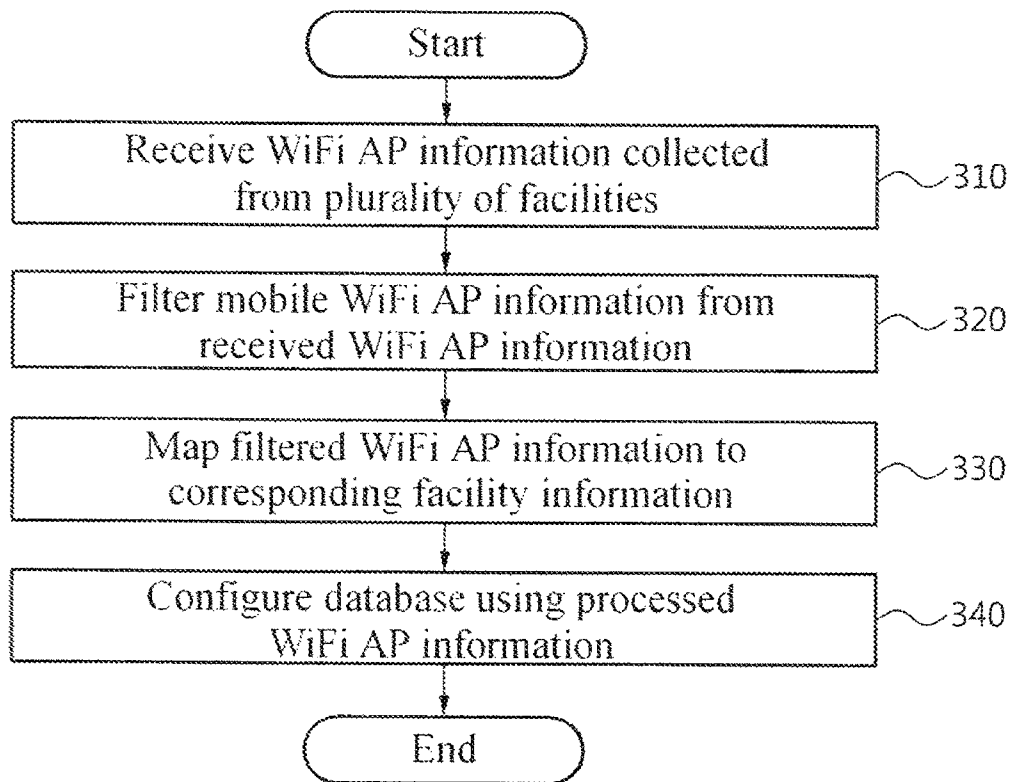 Start
Receive WiFi AP information collected
from plurality of facilities
310
Filter mobile WiFi AP information from
received WiFi AP information
320
Map filtered WiFi AP information to
corresponding facility information
330
Configure database using processed
WiFi AP information
340
End